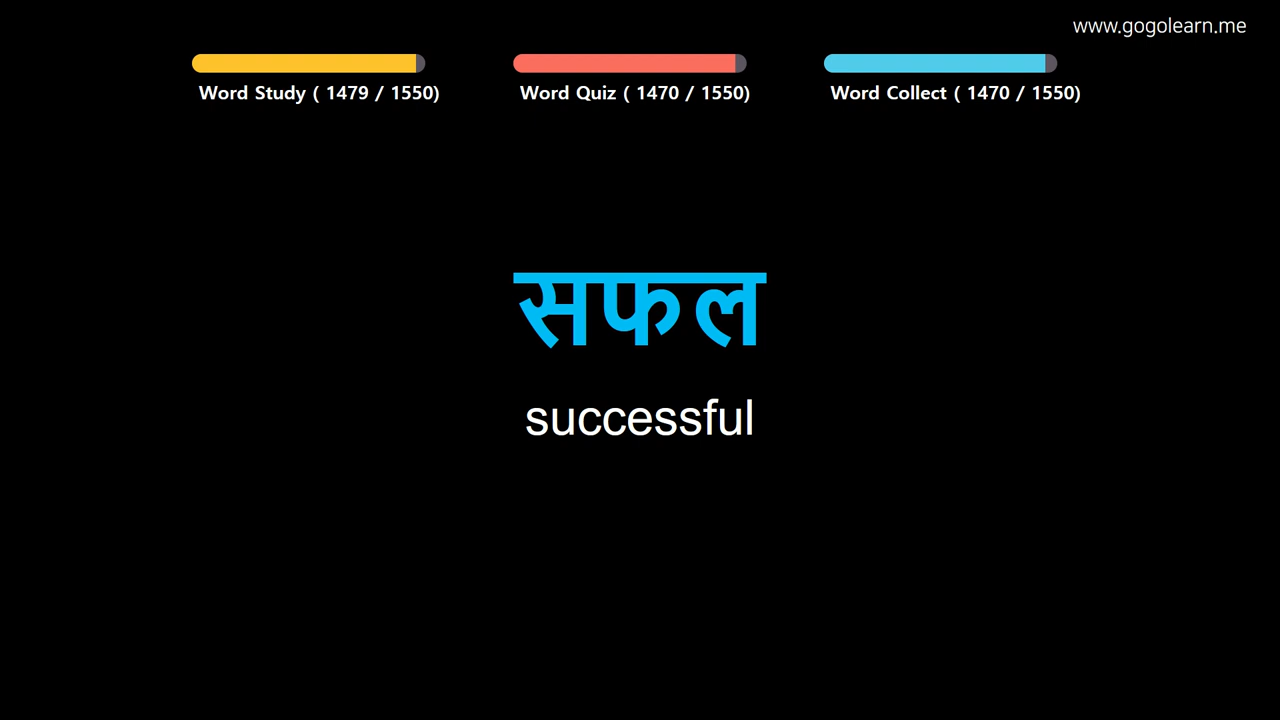 www.gogolearn.me
Word Study ( 1479 / 1550)
Word Quiz ( 1470 / 1550)
Word Collect ( 1470 / 1550)
सफल
successful